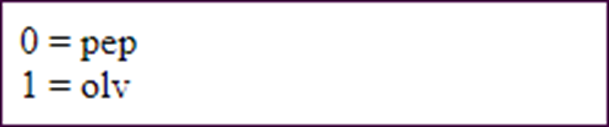 0 = pep
1 = olv